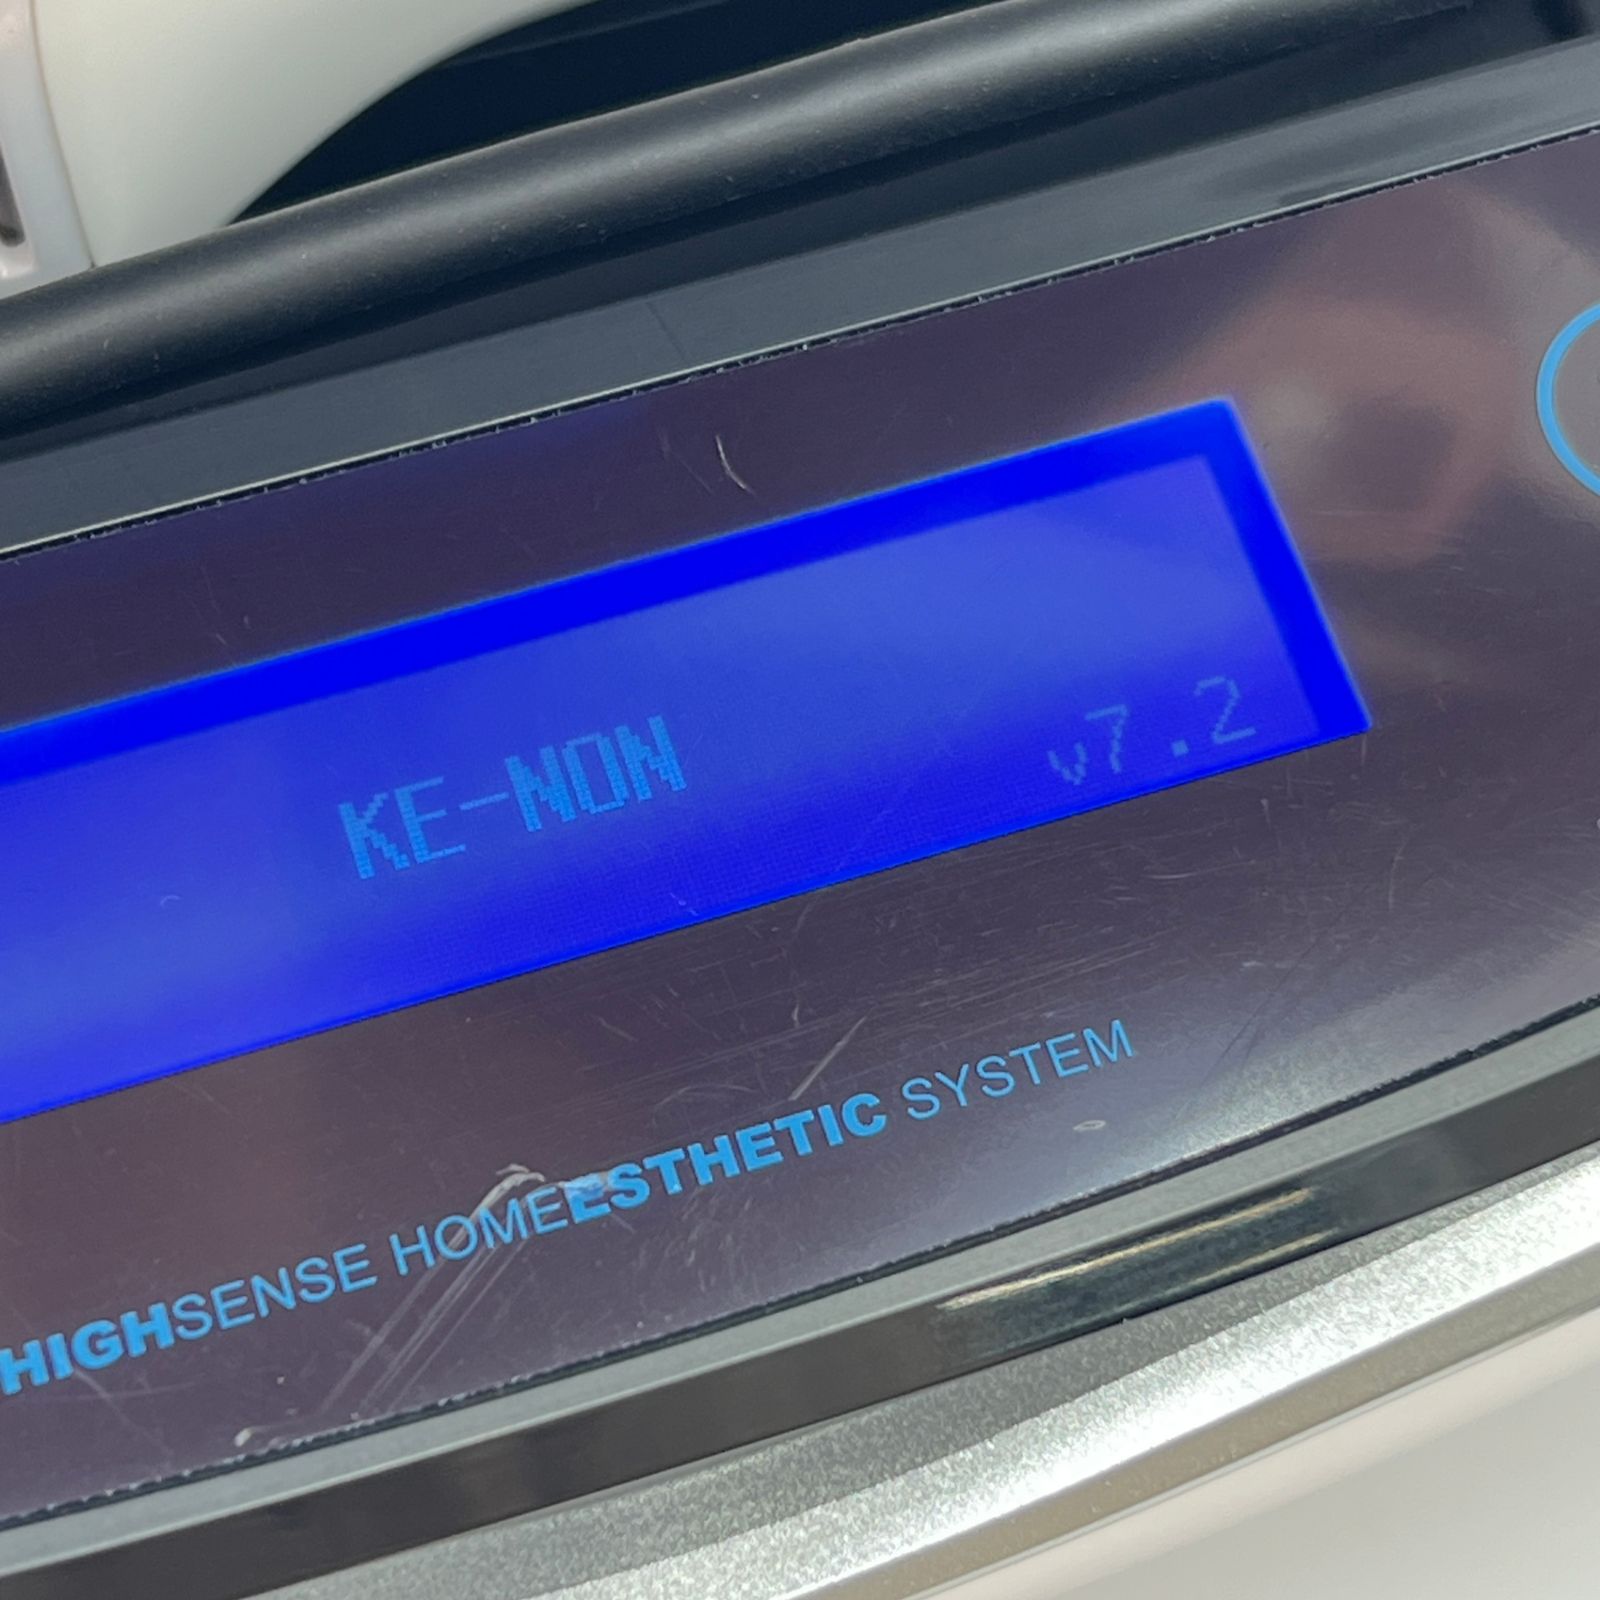 KE-NON
v7.2
HIGHSENSE HOMEESTHETIC SYSTEM